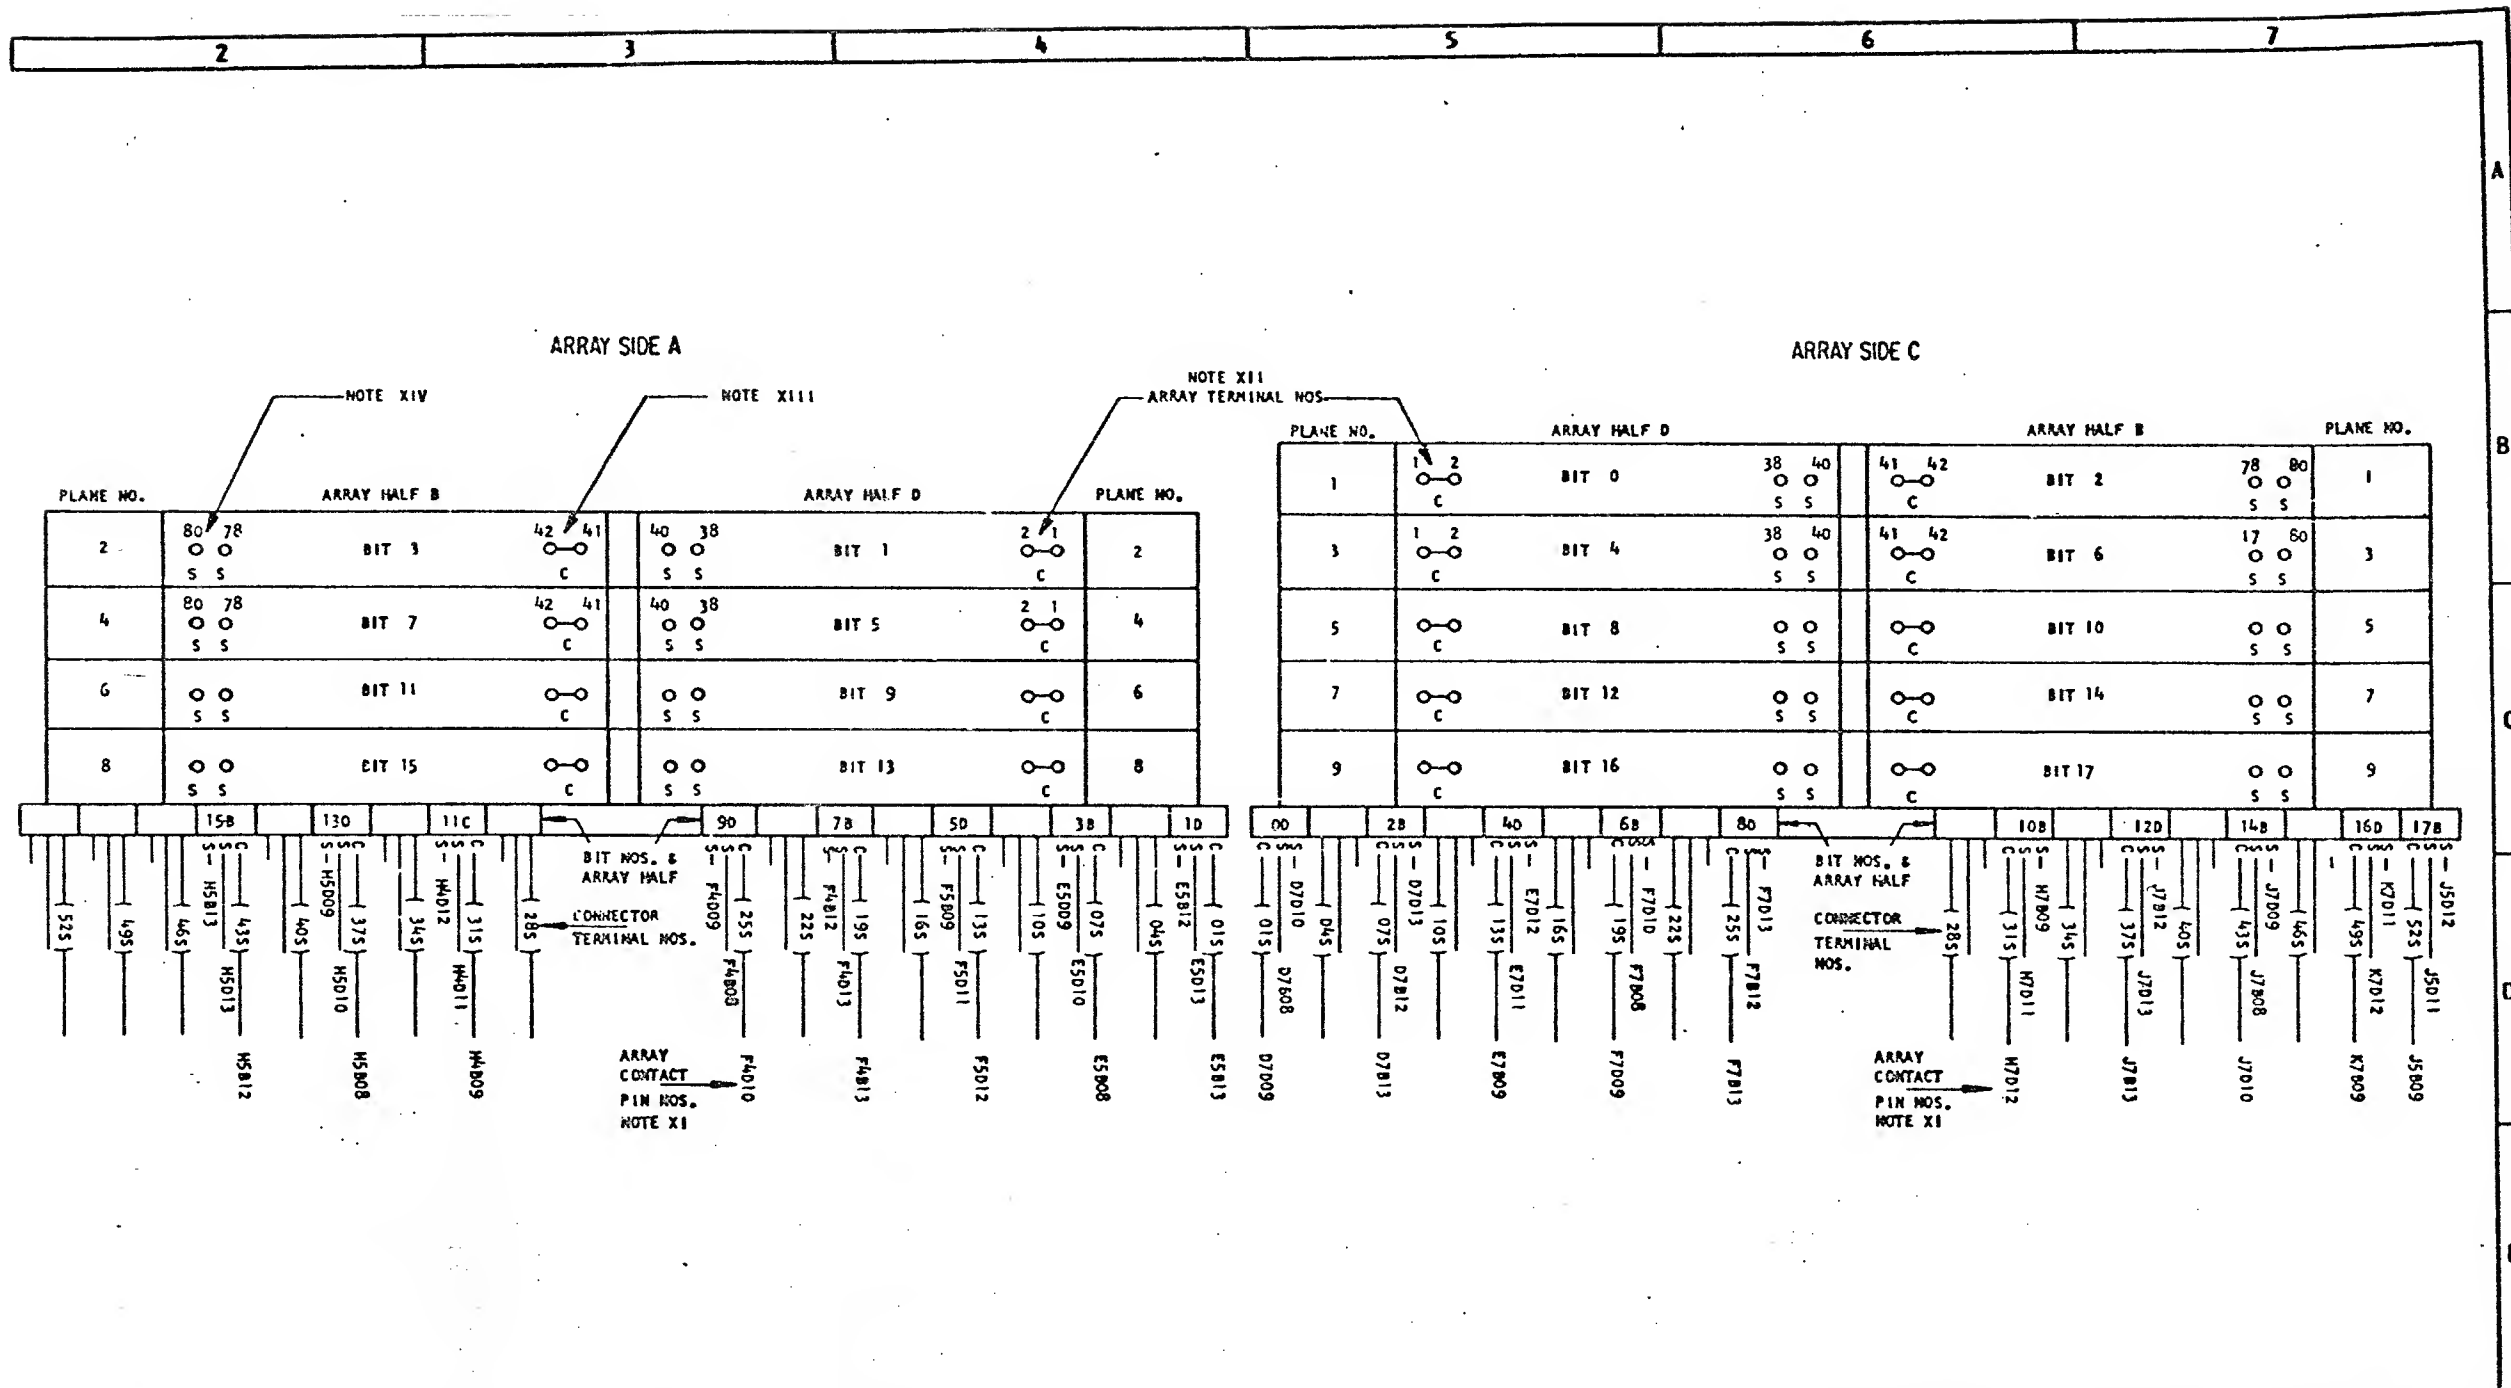 2 3 4 5 6 7
A
B
C
D
ARRAY SIDE A
NOTE XIV
NOTE XIII
NOTE XII
ARRAY TERMINAL NOS.
PLANE NO. ARRAY HALF B ARRAY HALF D PLANE NO.
2 80 78 BIT 3 42 41 40 38 BIT 1 2 1 2
S S C S S C
4 80 78 BIT 7 42 41 40 38 BIT 5 2 1 4
S S C S S C
6 BIT 11 BIT 9 6
S S C S S C
8 BIT 15 BIT 13 8
S S C S S C
15B 13D 11C 9D 7B 5D 3B 1D
S S C S S C S S C S S C S S C S S C S S C S S C
BIT NOS. &
ARRAY HALF
H5B13 H5D09 H4D12 F4D09 F4B12 F5B09 E5D09 E5B12
52S 49S 46S 43S 40S 37S 34S 31S 28S 25S 22S 19S 16S 13S 10S 07S 04S 01S
CONNECTOR
TERMINAL NOS.
H5D13 H5D10 H4D11 F4B08 F4D13 F5D11 E5D10 E5D13
H5B12 H5B08 H4B09 F4D10 F4B13 F5D12 E5B08 E5B13
ARRAY
CONTACT
PIN NOS.
NOTE XI
ARRAY SIDE C
PLANE NO. ARRAY HALF D ARRAY HALF B PLANE NO.
1 1 2 BIT 0 38 40 41 42 BIT 2 78 80 1
C S S C S S
3 1 2 BIT 4 38 40 41 42 BIT 6 17 60 3
C S S C S S
5 BIT 8 BIT 10 5
C S S C S S
7 BIT 12 BIT 14 7
C S S C S S
9 BIT 16 BIT 17 9
C S S C S S
0D 2B 4D 6B 8D 10B 12D 14B 16D 17B
C S S C S S C S S C S S C S S C S S C S S C S S C S S C S S
BIT NOS. &
ARRAY HALF
D7D10 D7D13 E7D12 F7D10 F7D13 H7B09 J7B12 J7D09 K7D11 J5D12
01S 04S 07S 10S 13S 16S 19S 22S 25S 28S 31S 34S 37S 40S 43S 46S 49S 52S
CONNECTOR
TERMINAL
NOS.
D7B08 D7B12 E7D11 F7B08 F7B12 H7D11 J7D13 J7B08 K7D12 J5D11
D7D09 D7B13 E7B09 F7D09 F7B13 H7D12 J7B13 J7D10 K7B09 J5B09
ARRAY
CONTACT
PIN NOS.
NOTE XI